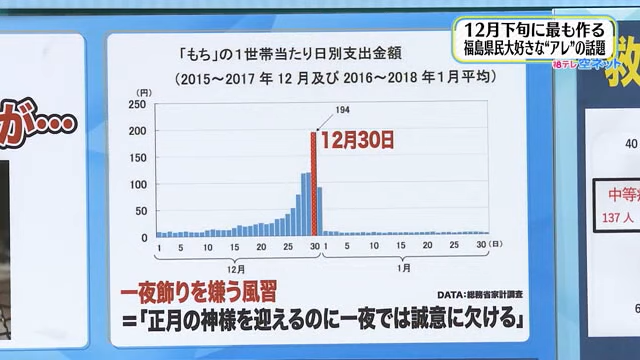 12月下旬に最も作る
福島県民大好きな“アレ”の話題
福テレ空ネット
「もち」の1世帯当たり日別支出金額
（2015～2017年12月及び2016～2018年1月平均）
(円)
250
200
150
100
50
0
194
12月30日
1 5 10 15 20 25 30 1 5 10 15 20 25 30 (日)
12月 1月
一夜飾りを嫌う風習
DATA：総務省家計調査
＝「正月の神様を迎えるのに一夜では誠意に欠ける」
が…
救
40
中等
137人
6